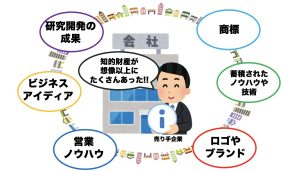 研究開発の
成果
商標
会社
知的財産が
想像以上に
たくさんあった!!
ビジネス
アイディア
蓄積された
ノウハウや
技術
i
売り手企業
営業
ノウハウ
ロゴや
ブランド